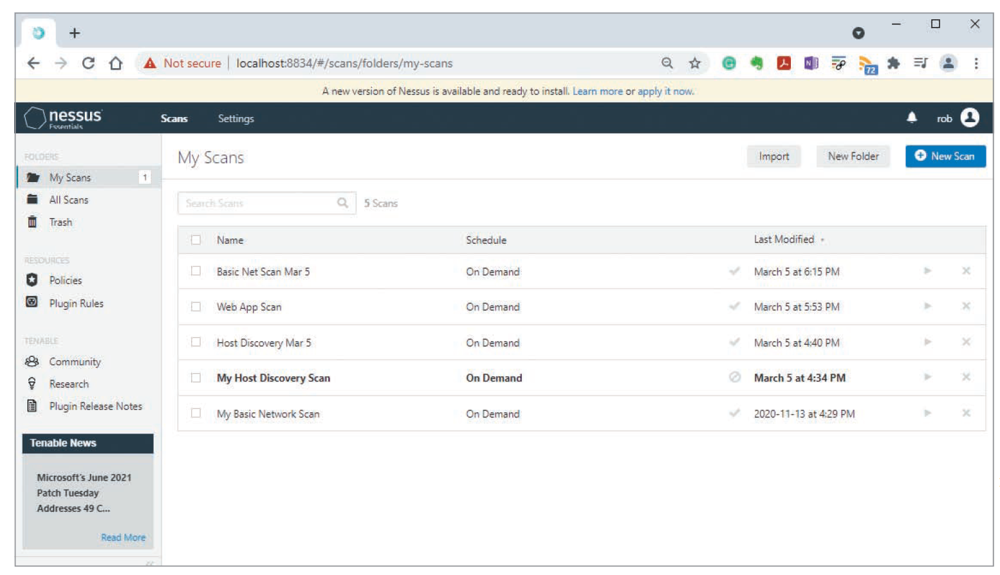 Not secure | localhost:8834/#/scans/folders/my-scans
72
A new version of Nessus is available and ready to install. Learn more or apply it now.
nessus
Essentials
Scans
Settings
rob
FOLDERS
My Scans
1
All Scans
Trash
RESOURCES
Policies
Plugin Rules
TENABLE
Community
Research
Plugin Release Notes
Tenable News
Microsoft's June 2021
Patch Tuesday
Addresses 49 C...
Read More
My Scans
Import
New Folder
New Scan
Search Scans
5 Scans
Name Schedule Last Modified
Basic Net Scan Mar 5 On Demand March 5 at 6:15 PM
Web App Scan On Demand March 5 at 5:53 PM
Host Discovery Mar 5 On Demand March 5 at 4:40 PM
My Host Discovery Scan On Demand March 5 at 4:34 PM
My Basic Network Scan On Demand 2020-11-13 at 4:29 PM